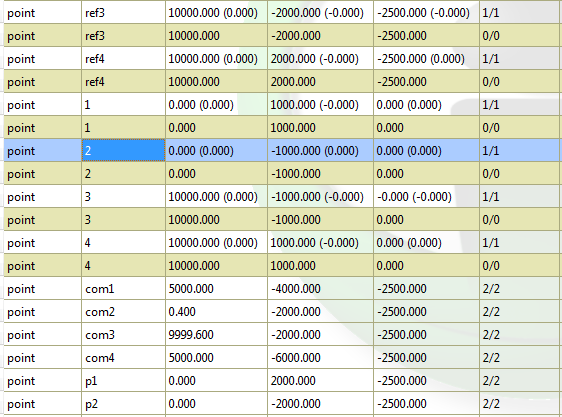 point ref3 10000.000 (0.000) -2000.000 (-0.000) -2500.000 (-0.000) 1/1
point ref3 10000.000 -2000.000 -2500.000 0/0
point ref4 10000.000 (0.000) 2000.000 (-0.000) -2500.000 (0.000) 1/1
point ref4 10000.000 2000.000 -2500.000 0/0
point 1 0.000 (0.000) 1000.000 (-0.000) 0.000 (0.000) 1/1
point 1 0.000 1000.000 0.000 0/0
point 2 0.000 (0.000) -1000.000 (0.000) 0.000 (0.000) 1/1
point 2 0.000 -1000.000 0.000 0/0
point 3 10000.000 (0.000) -1000.000 (-0.000) -0.000 (-0.000) 1/1
point 3 10000.000 -1000.000 0.000 0/0
point 4 10000.000 (0.000) 1000.000 (-0.000) 0.000 (0.000) 1/1
point 4 10000.000 1000.000 0.000 0/0
point com1 5000.000 -4000.000 -2500.000 2/2
point com2 0.400 -2000.000 -2500.000 2/2
point com3 9999.600 -2000.000 -2500.000 2/2
point com4 5000.000 -6000.000 -2500.000 2/2
point p1 0.000 2000.000 -2500.000 2/2
point p2 0.000 -2000.000 -2500.000 2/2